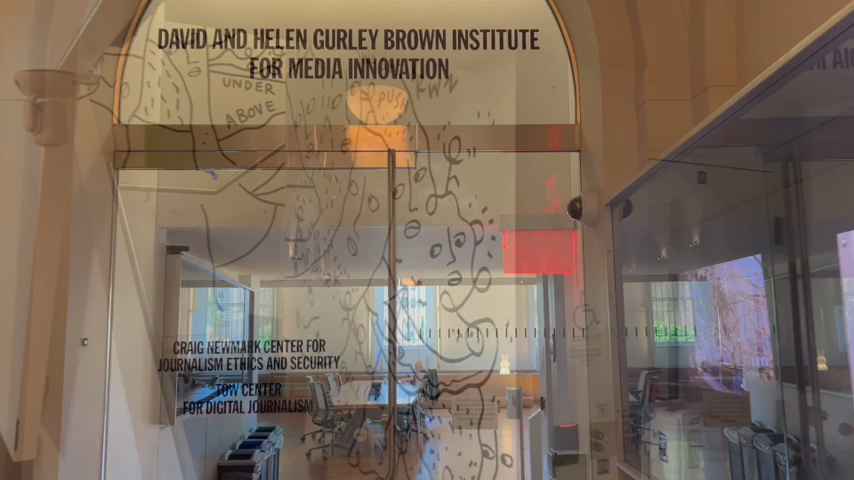 DAVID AND HELEN GURLEY BROWN INSTITUTE
FOR MEDIA INNOVATION
UNDER
ABOVE
PUSH
CRAIG NEWMARK CENTER FOR
JOURNALISM ETHICS AND SECURITY
TOW CENTER
FOR DIGITAL JOURNALISM